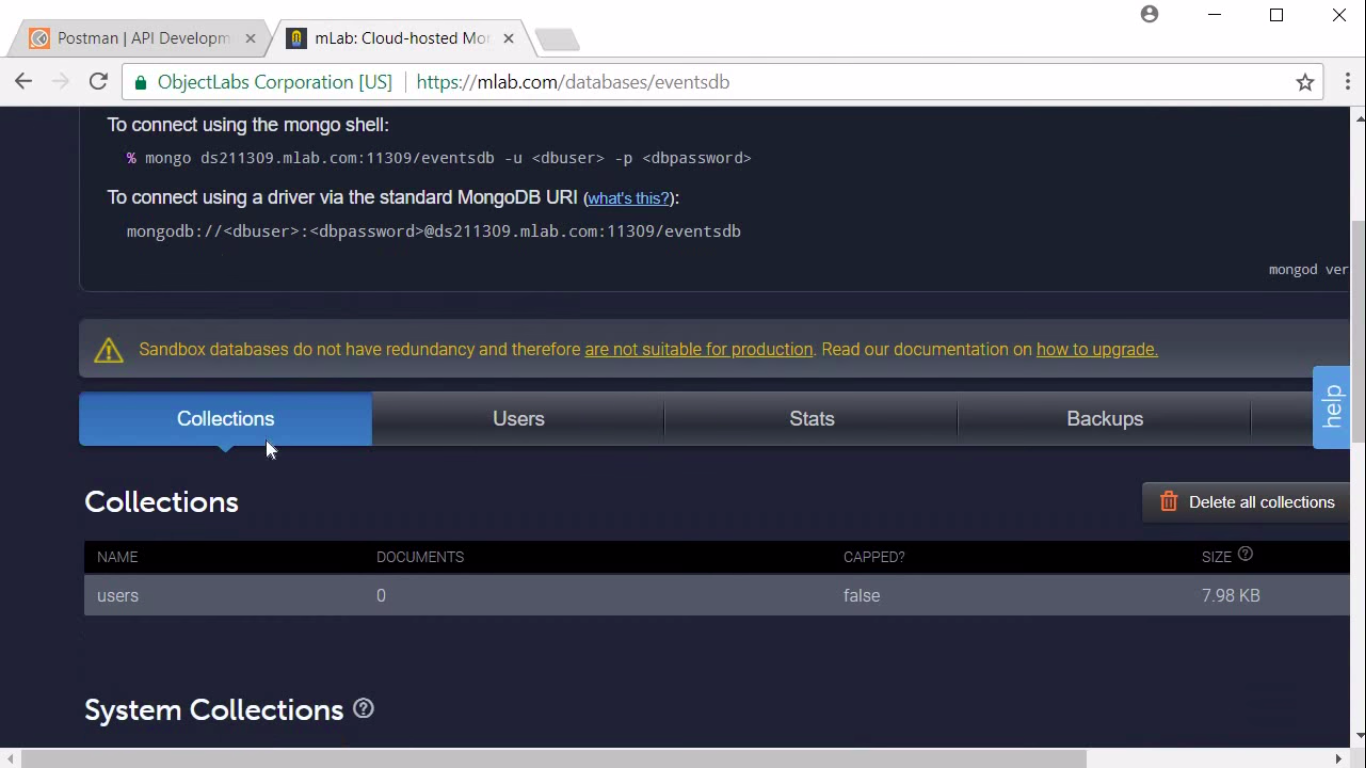 Postman | API Developm
mLab: Cloud-hosted Mor
ObjectLabs Corporation [US]
https://mlab.com/databases/eventsdb
To connect using the mongo shell:
% mongo ds211309.mlab.com:11309/eventsdb -u <dbuser> -p <dbpassword>
To connect using a driver via the standard MongoDB URI (what's this?):
mongodb://<dbuser>:<dbpassword>@ds211309.mlab.com:11309/eventsdb
mongod ver
Sandbox databases do not have redundancy and therefore are not suitable for production. Read our documentation on how to upgrade.
help
Collections Users Stats Backups
Collections
Delete all collections
NAME DOCUMENTS CAPPED? SIZE ?
users 0 false 7.98 KB
System Collections ?